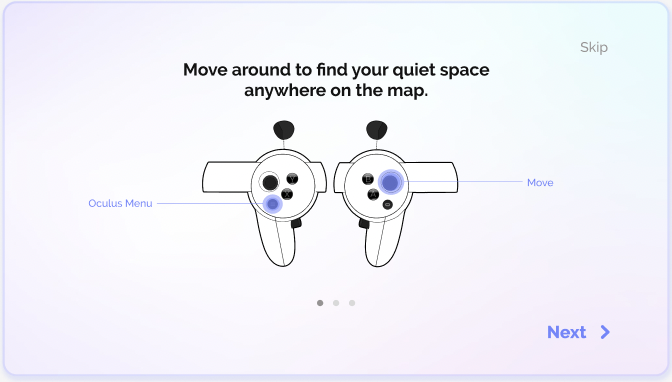 Skip
Move around to find your quiet space
anywhere on the map.
Y
X
B
A
Move
Oculus Menu
Next